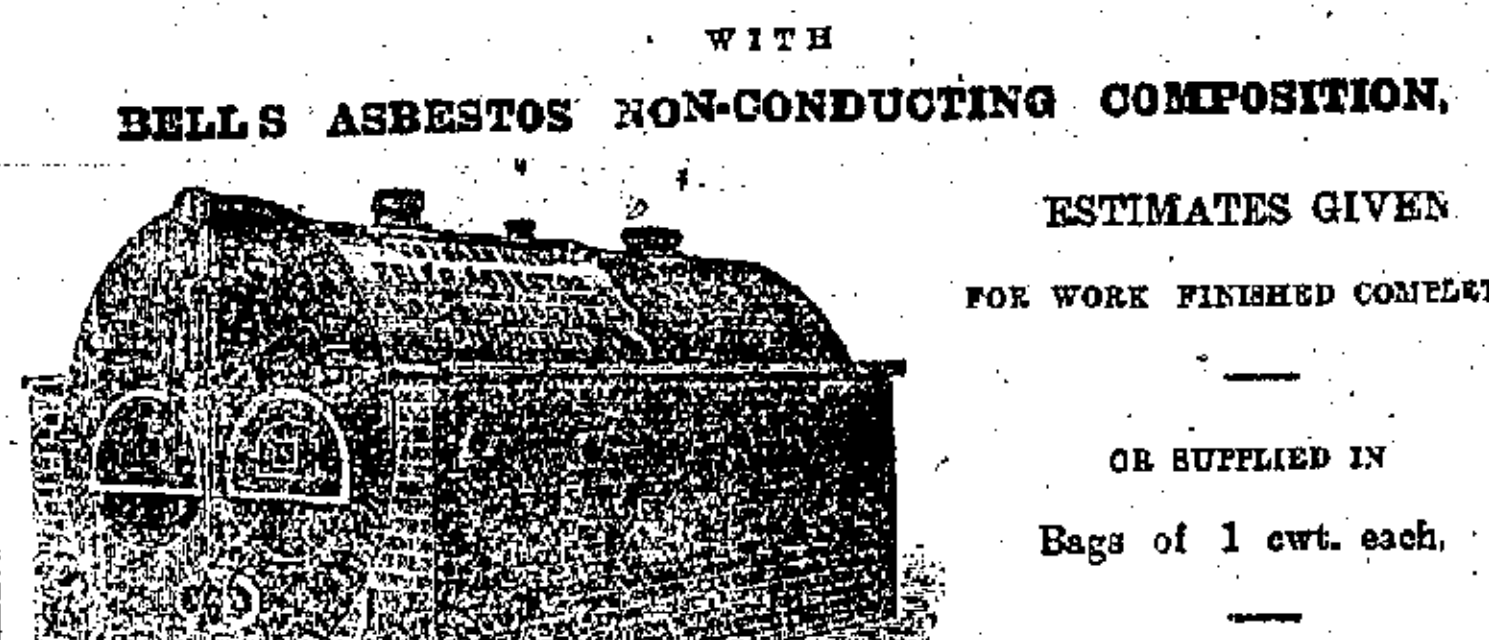 WITH
BELLS ASBESTOS NON-CONDUCTING COMPOSITION,
ESTIMATES GIVEN
FOR WORK FINISHED COMPLET
OR SUPPLIED IN
Bags of 1 cwt. each,